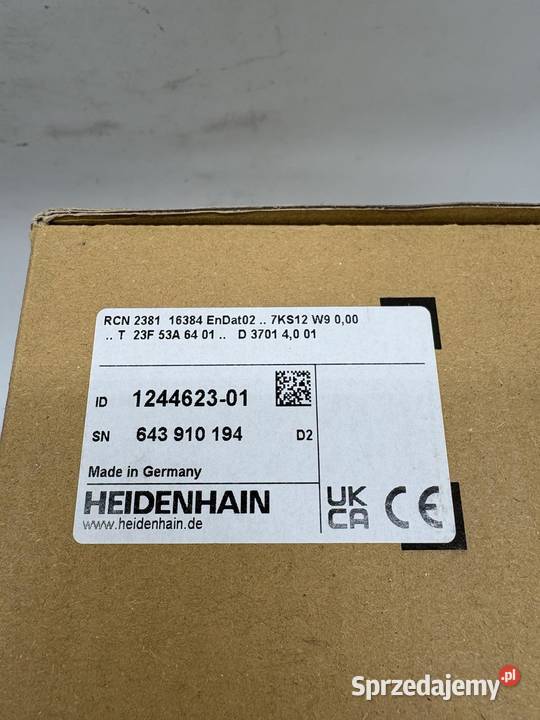 RCN 2381 16384 EnDat02 .. 7KS12 W9 0,00
.. T 23F 53A 64 01 .. D 3701 4,0 01
ID 1244623-01
SN 643 910 194 D2
Made in Germany
HEIDENHAIN
www.heidenhain.de
UK
CA CE
Sprzedajemy.pl